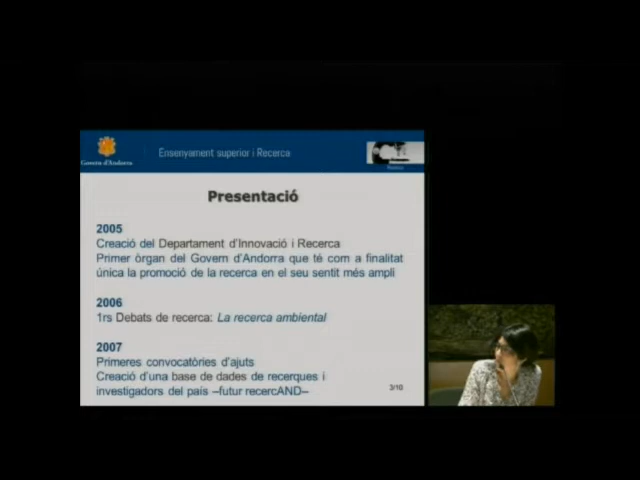 Govern d'Andorra
Ensenyament superior i Recerca
Presentació
2005
Creació del Departament d'Innovació i Recerca
Primer òrgan del Govern d'Andorra que té com a finalitat
única la promoció de la recerca en el seu sentit més ampli
2006
1rs Debats de recerca: La recerca ambiental
2007
Primeres convocatòries d'ajuts
Creació d'una base de dades de recerques i
investigadors del país –futur recercAND–
3/10